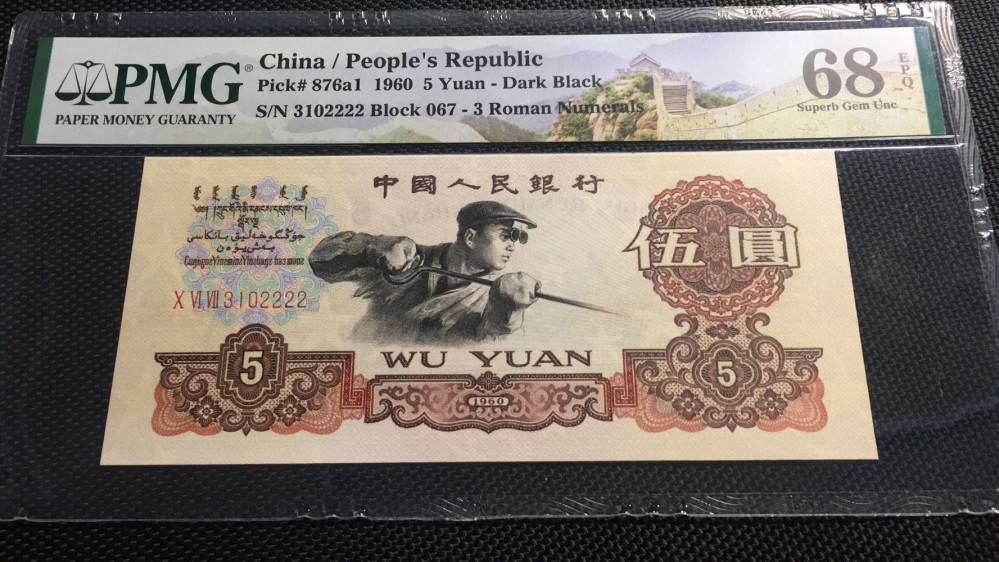 PMG®
PAPER MONEY GUARANTY
China / People's Republic
Pick# 876a1 1960 5 Yuan - Dark Black
S/N 3102222 Block 067 - 3 Roman Numerals
68 EPQ
Superb Gem Unc
中國人民銀行
伍圓
X VI VII 3102222
WU YUAN
5
1960
5